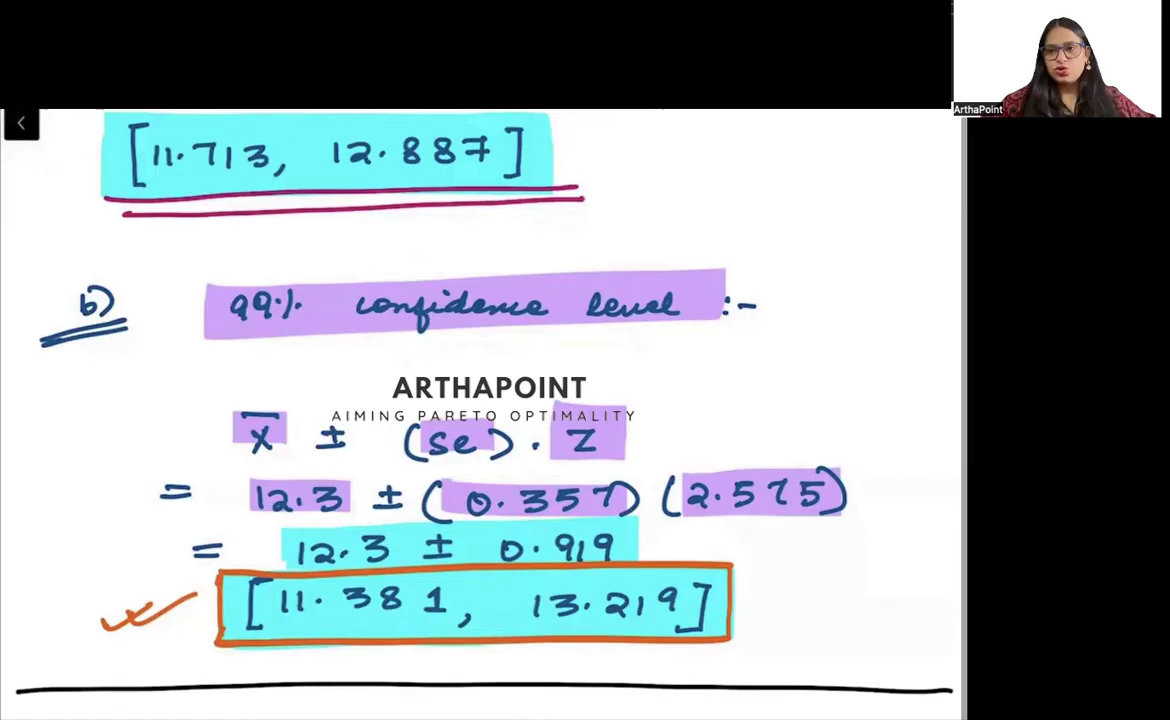 ArthaPoint
[11.713, 12.887]
b) 99% confidence level :-
ARTHAPOINT
AIMING PARETO OPTIMALITY
X̅ ± (se) · Z
= 12.3 ± (0.357) (2.575)
= 12.3 ± 0.919
[11.381, 13.219]